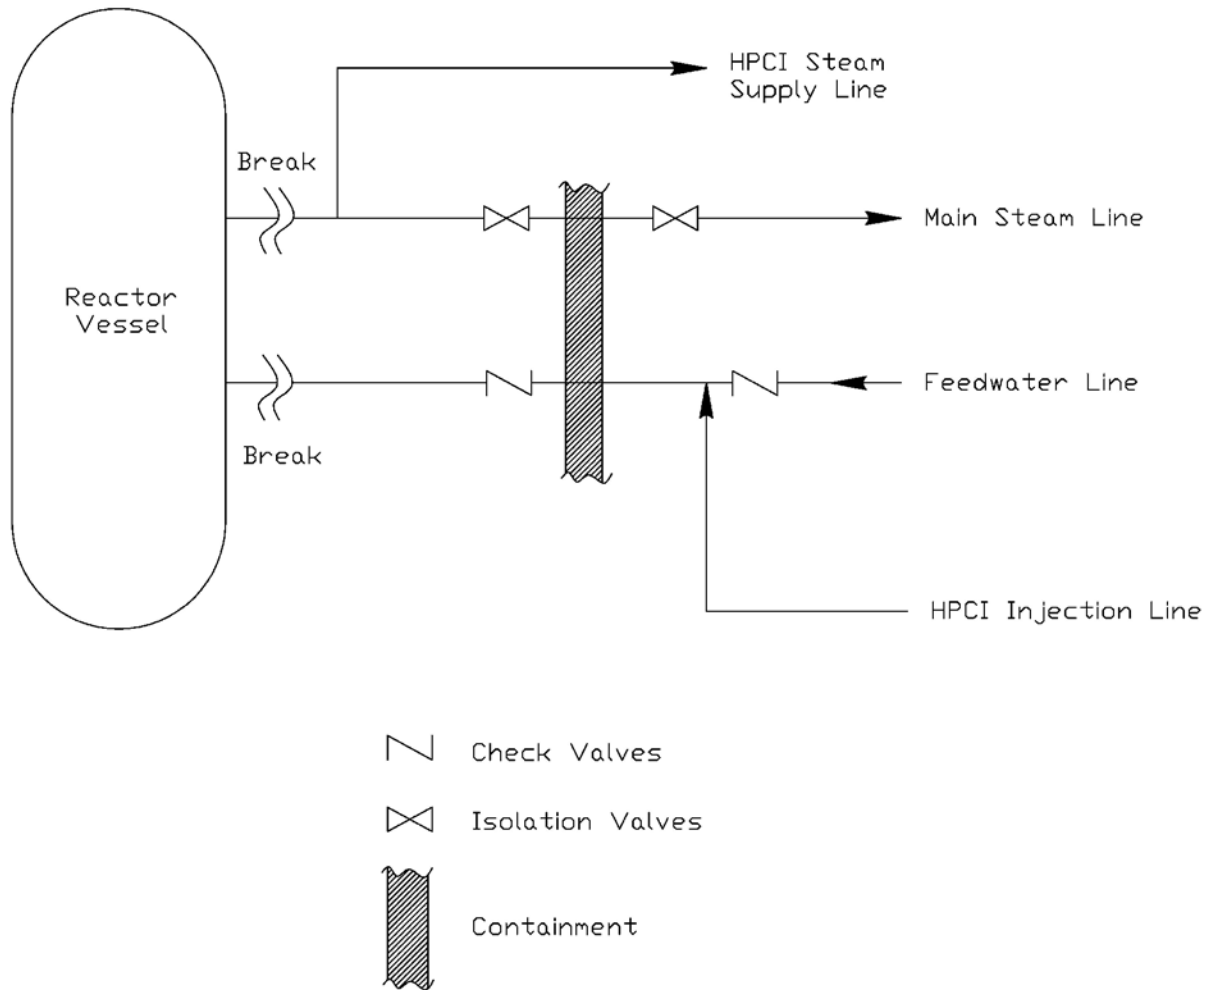 HPCI Steam
Supply Line
Break
Main Steam Line
Reactor
Vessel
Feedwater Line
Break
HPCI Injection Line
Check Valves
Isolation Valves
Containment